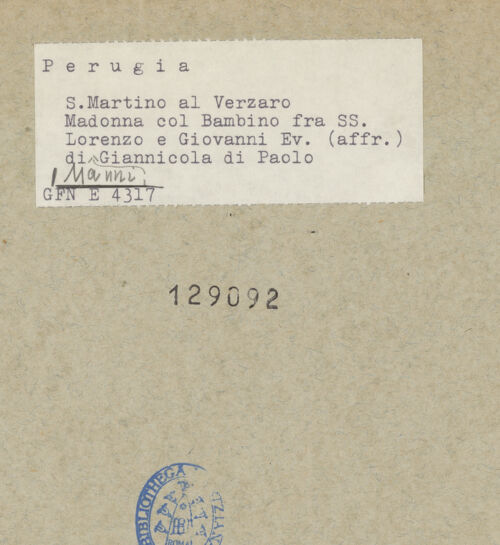 Perugia
S.Martino al Verzaro
Madonna col Bambino fra SS.
Lorenzo e Giovanni Ev. (affr.)
di Giannicola di Paolo
Manni,
GFN E 4317
129092
BIBLIOTHECA